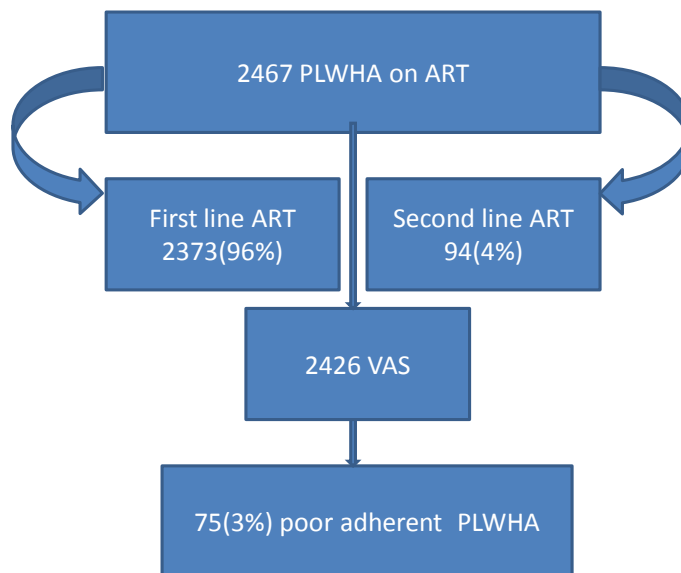 2467 PLWHA on ART
First line ART
2373(96%)
Second line ART
94(4%)
2426 VAS
75(3%) poor adherent PLWHA